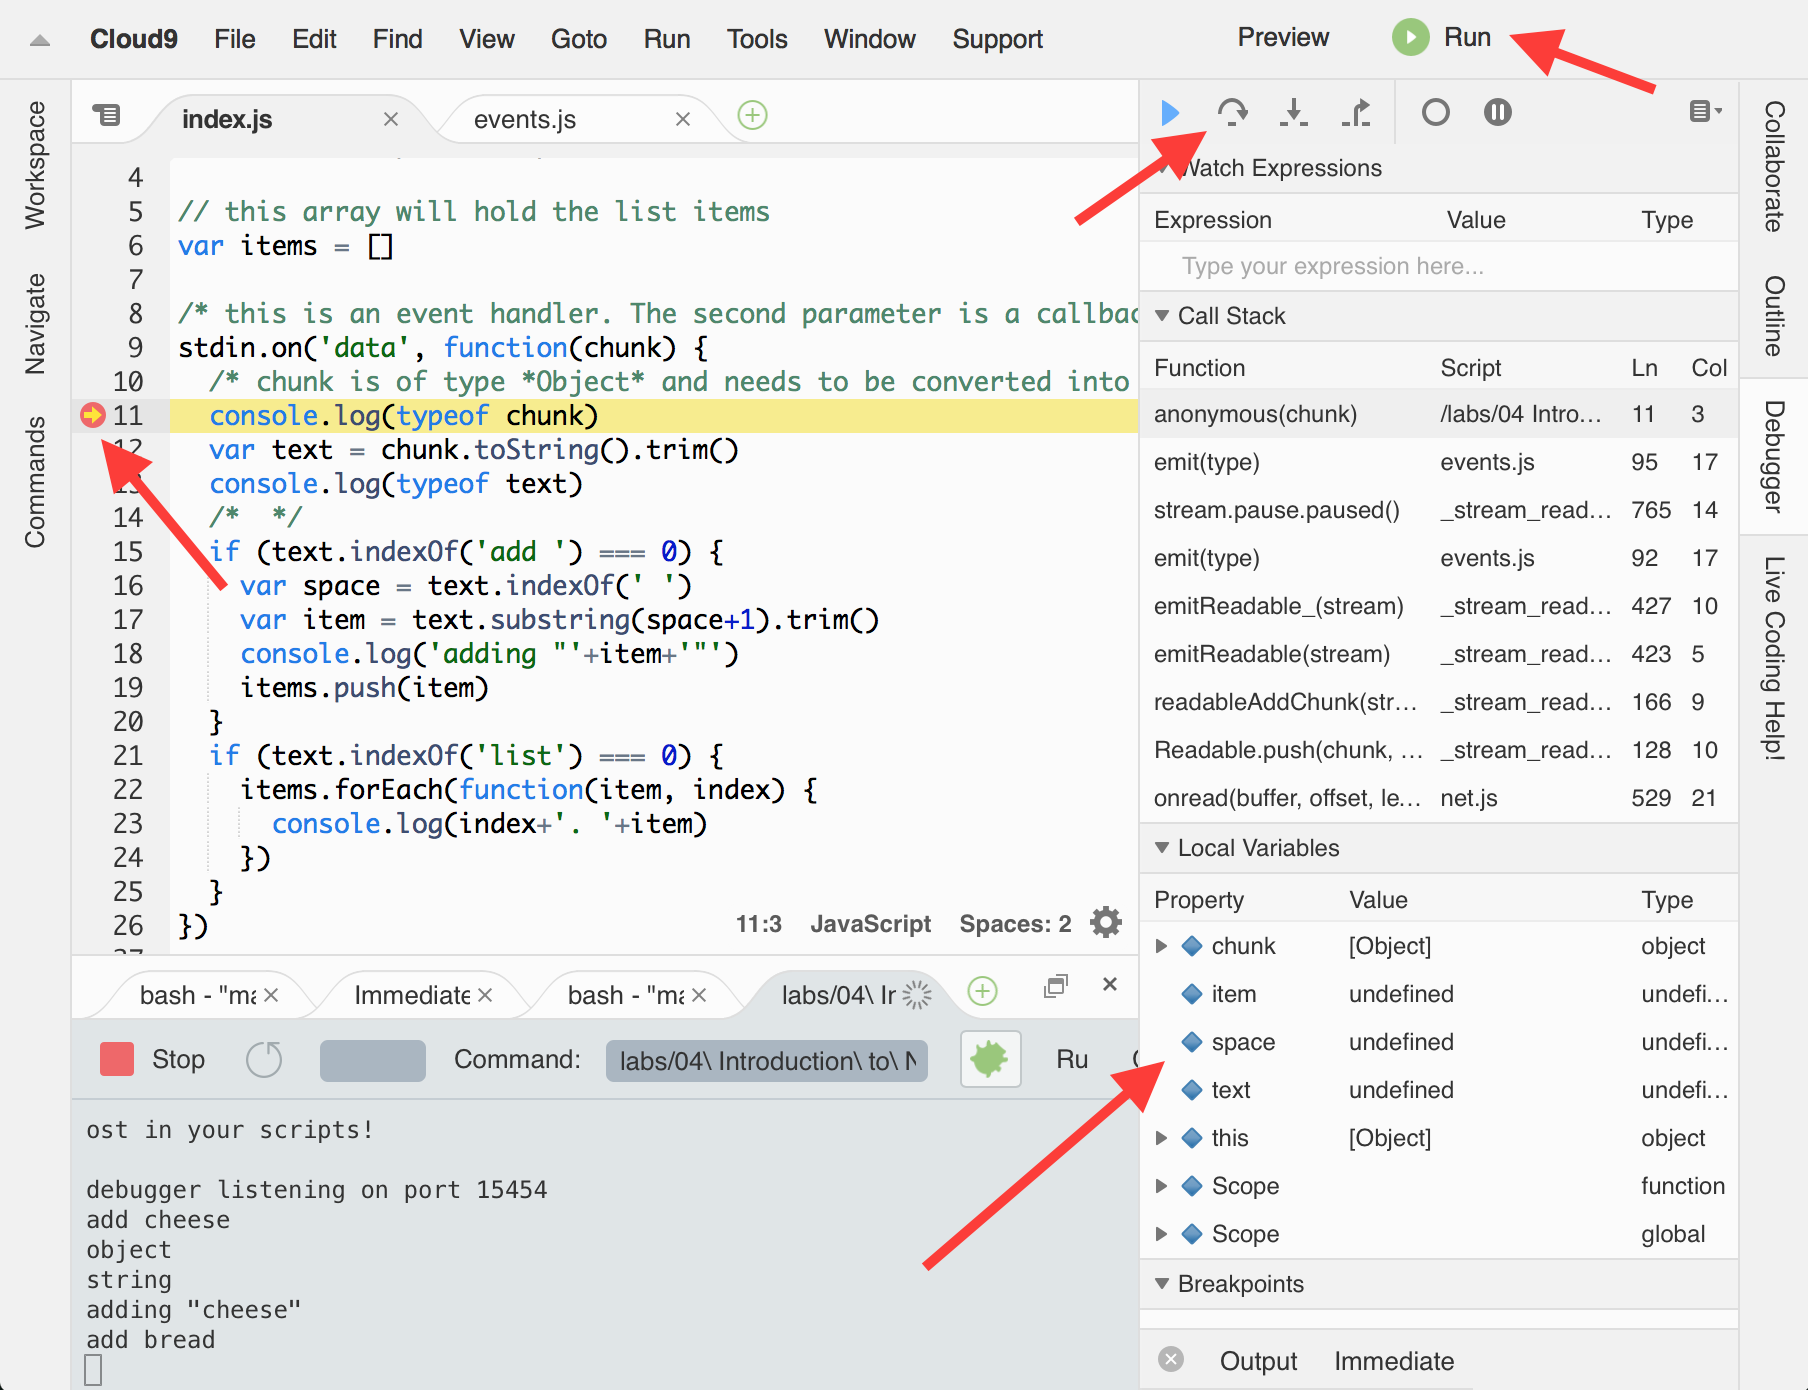 Cloud9 File Edit Find View Goto Run Tools Window Support Preview Run
Workspace
Navigate
Commands
index.js
events.js
4
5 // this array will hold the list items
6 var items = []
7
8 /* this is an event handler. The second parameter is a
9 stdin.on('data', function(chunk) {
10 /* chunk is of type *Object* and needs to be converted into
11 console.log(typeof chunk)
12 var text = chunk.toString().trim()
13 console.log(typeof text)
14 /*  */
15 if (text.indexOf('add ') === 0) {
16 var space = text.indexOf(' ')
17 var item = text.substring(space+1).trim()
18 console.log('adding "'+item+'"')
19 items.push(item)
20 }
21 if (text.indexOf('list') === 0) {
22 items.forEach(function(item, index) {
23 console.log(index+'. '+item)
24 })
25 }
26 })
11:3 JavaScript Spaces: 2
bash - "ma
Immediate
bash - "ma
labs/04\ Ir
Stop
Command:
labs/04\ Introduction\ to\ N
Ru
ost in your scripts!
debugger listening on port 15454
add cheese
object
string
adding "cheese"
add bread
Watch Expressions
Expression Value Type
Type your expression here...
Call Stack
Function Script Ln Col
anonymous(chunk) /labs/04 Intro... 11 3
emit(type) events.js 95 17
stream.pause.paused() _stream_read... 765 14
emit(type) events.js 92 17
emitReadable_(stream) _stream_read... 427 10
emitReadable(stream) _stream_read... 423 5
readableAddChunk(str... _stream_read... 166 9
Readable.push(chunk, ... _stream_read... 128 10
onread(buffer, offset, le... net.js 529 21
Local Variables
Property Value Type
chunk [Object] object
item undefined undefi...
space undefined undefi...
text undefined undefi...
this [Object] object
Scope function
Scope global
Breakpoints
Output Immediate
Collaborate
Outline
Debugger
Live Coding Help!